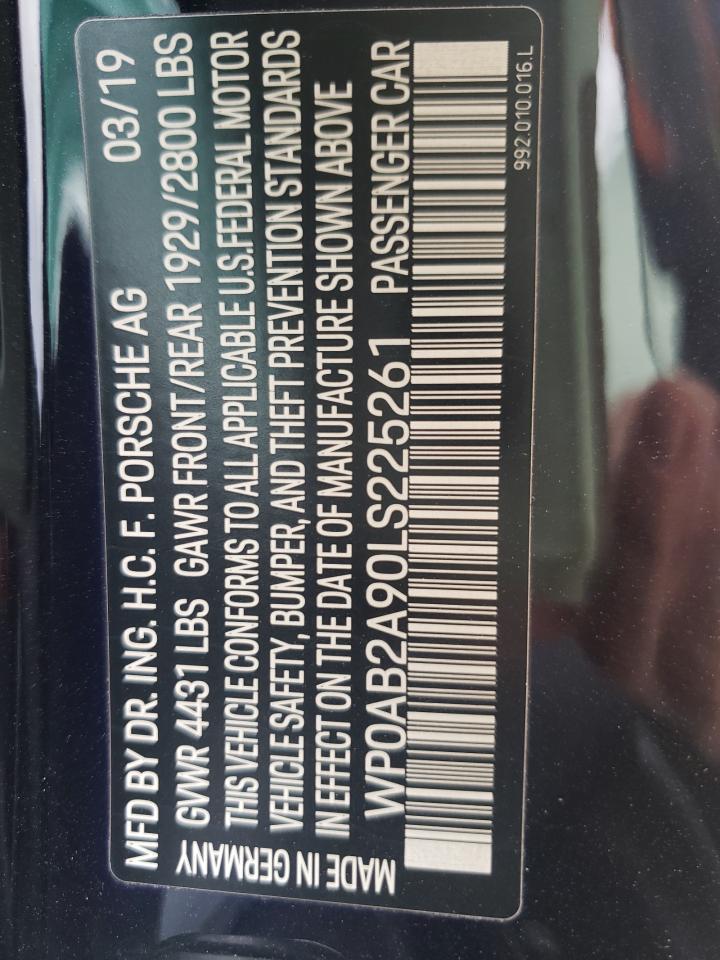 MFD BY DR. ING. H.C. F. PORSCHE AG 03/19
GVWR 4431 LBS GAWR FRONT/REAR 1929/2800 LBS
THIS VEHICLE CONFORMS TO ALL APPLICABLE U.S.FEDERAL MOTOR
VEHICLE SAFETY, BUMPER, AND THEFT PREVENTION STANDARDS
IN EFFECT ON THE DATE OF MANUFACTURE SHOWN ABOVE
WP0AB2A90LS225261 PASSENGER CAR
MADE IN GERMANY
992.010.016.L